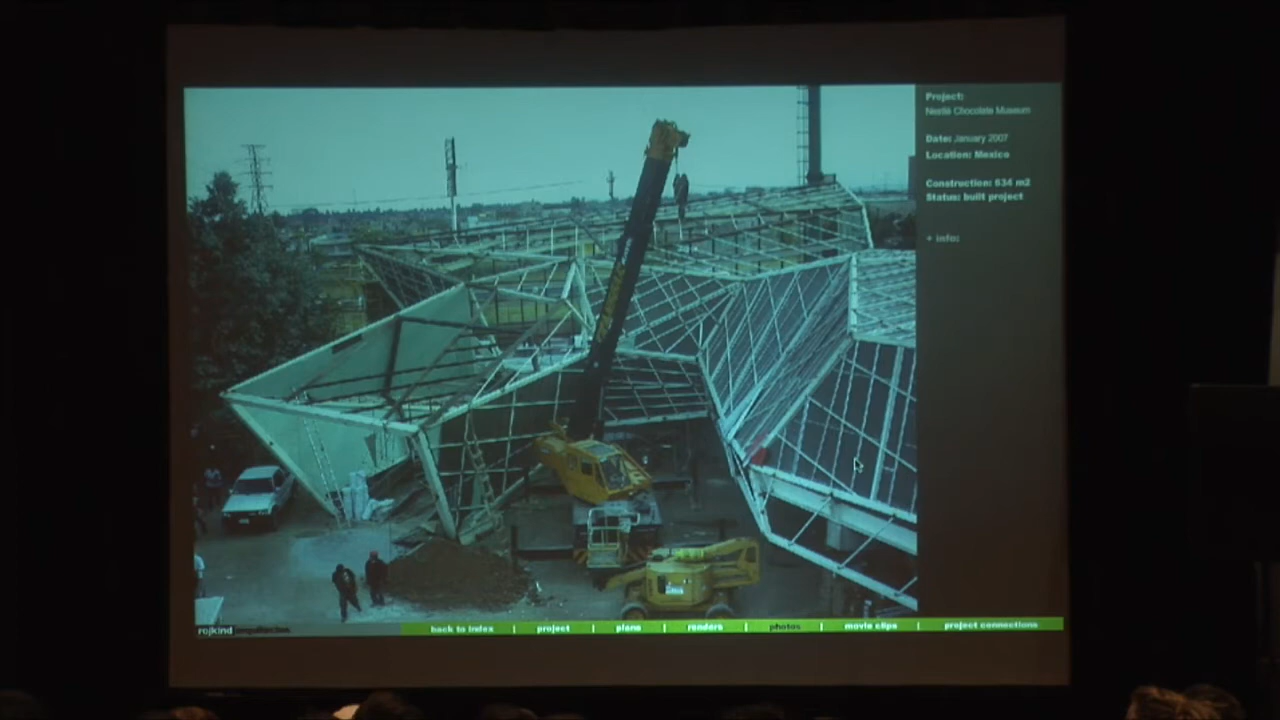 Project:
Nestlé Chocolate Museum
Date: January 2007
Location: Mexico
Construction: 634 m2
Status: built project
+ info:
rojkind arquitectos
back to index | project | plans | renders | photos | movie clips | project connections